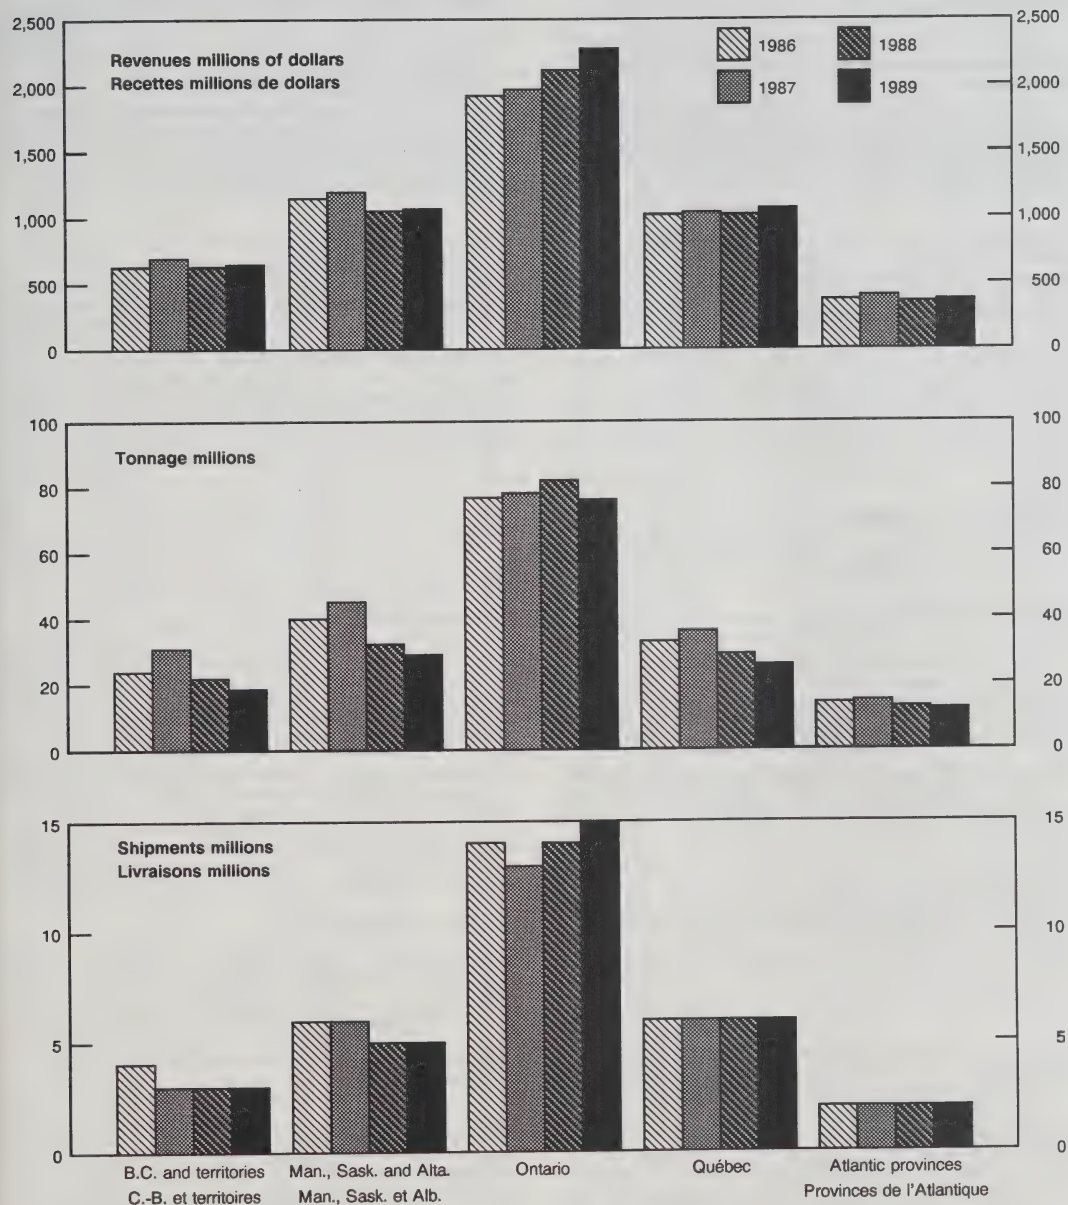 2,500
2,000
1,500
1,000
500
0
Revenues millions of dollars
Recettes millions de dollars
1986
1987
1988
1989
2,500
2,000
1,500
1,000
500
0
100
80
60
40
20
0
Tonnage millions
100
80
60
40
20
0
15
10
5
0
Shipments millions
Livraisons millions
15
10
5
0
B.C. and territories
C.-B. et territoires
Man., Sask. and Alta.
Man., Sask. et Alb.
Ontario
Québec
Atlantic provinces
Provinces de l'Atlantique